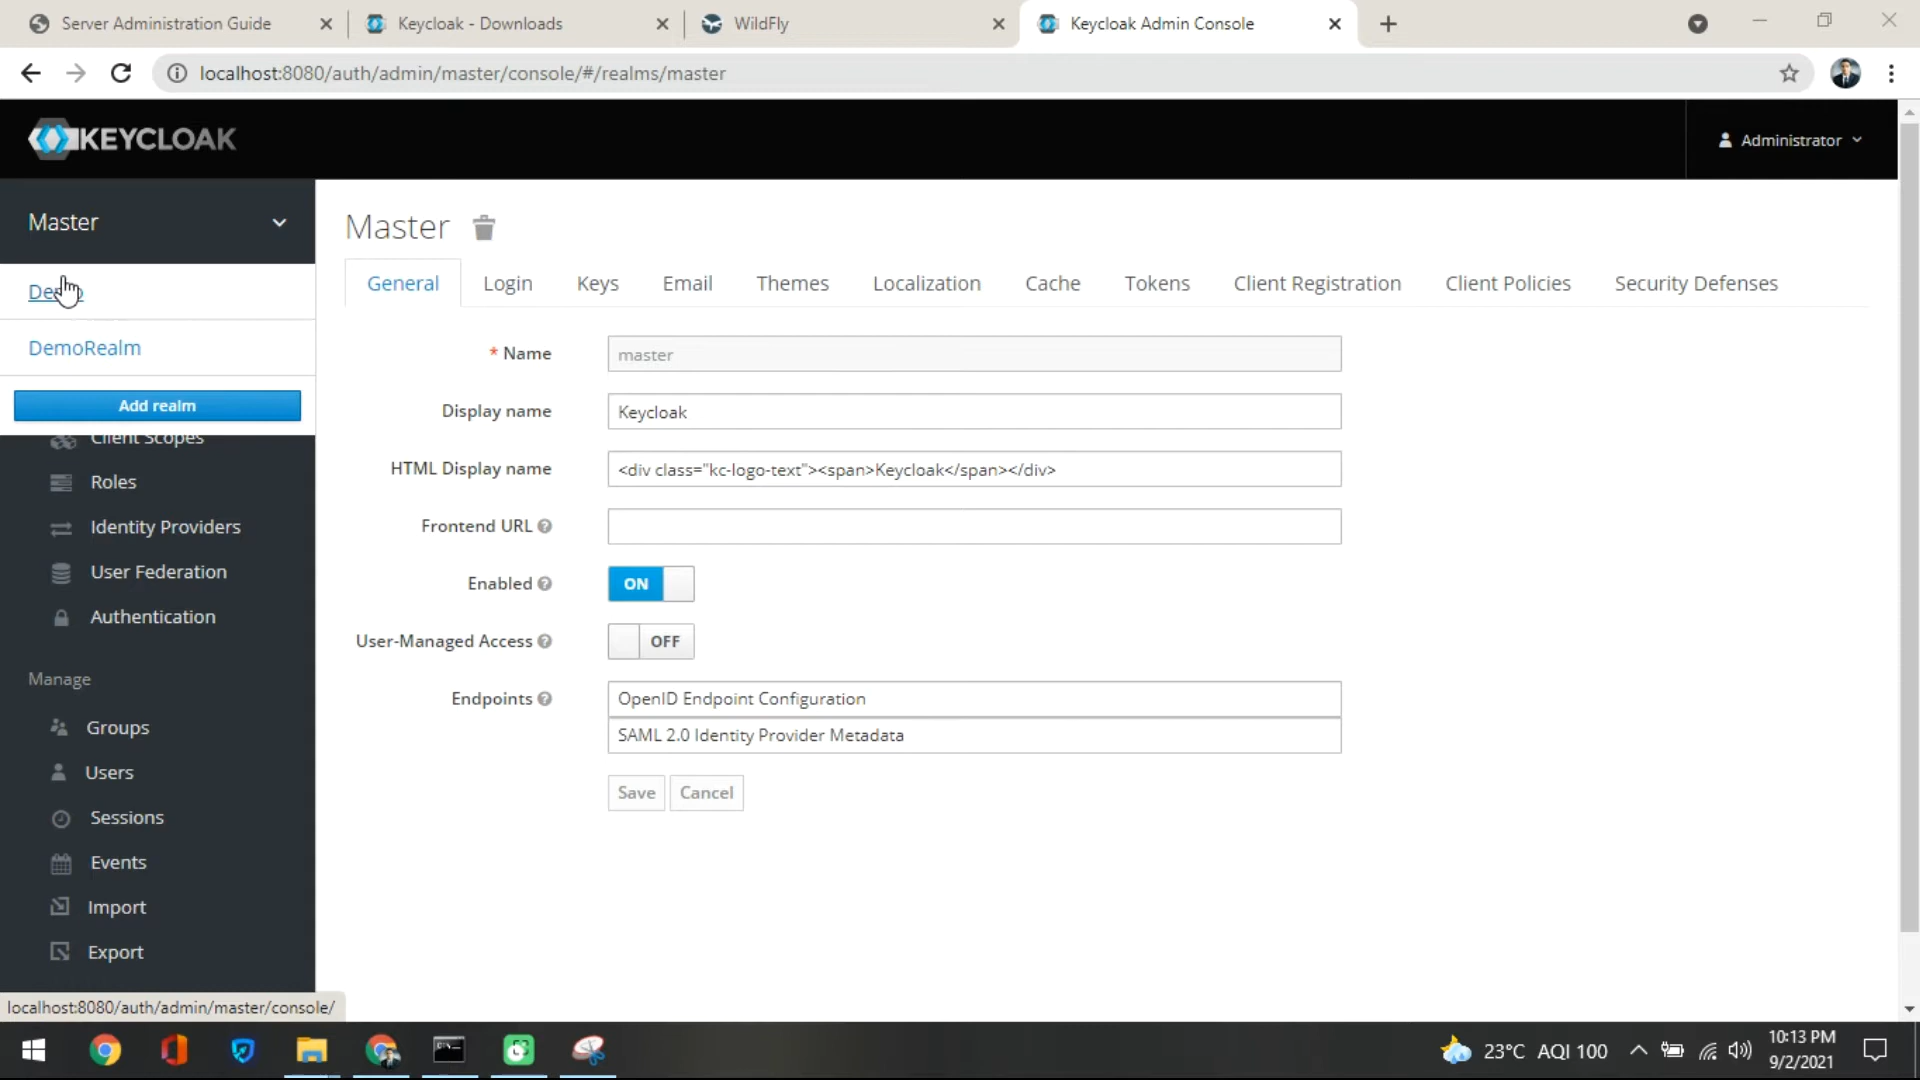 Server Administration Guide
Keycloak - Downloads
WildFly
Keycloak Admin Console
localhost:8080/auth/admin/master/console/#/realms/master
KEYCLOAK
Administrator
Master
DemoRealm
Add realm
Client Scopes
Roles
Identity Providers
User Federation
Authentication
Manage
Groups
Users
Sessions
Events
Import
Export
Master
General
Login
Keys
Email
Themes
Localization
Cache
Tokens
Client Registration
Client Policies
Security Defenses
* Name
master
Display name
Keycloak
HTML Display name
<div class="kc-logo-text"><span>Keycloak</span></div>
Frontend URL
Enabled
ON
User-Managed Access
OFF
Endpoints
OpenID Endpoint Configuration
SAML 2.0 Identity Provider Metadata
Save
Cancel
localhost:8080/auth/admin/master/console/
23°C AQI 100
10:13 PM
9/2/2021